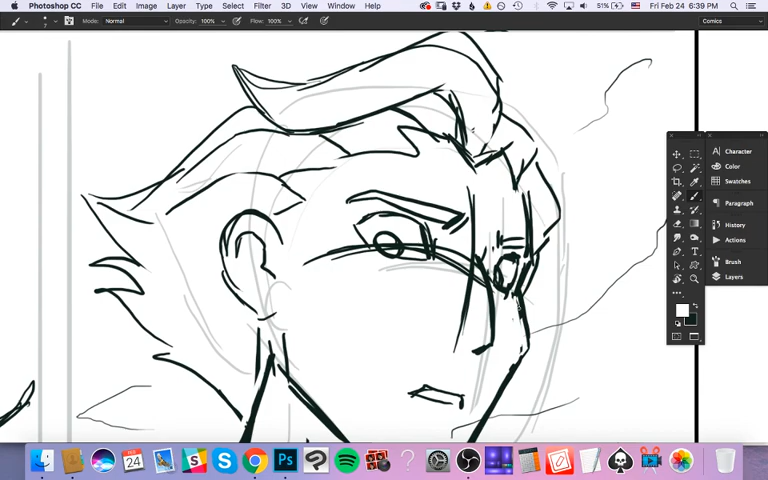 Photoshop CC File Edit Image Layer Type Select Filter 3D View Window Help 51% Fri Feb 24 6:39 PM
Mode: Normal Opacity: 100% Flow: 100% Comics
Character
Color
Swatches
Paragraph
History
Actions
Brush
Layers
24
Ps